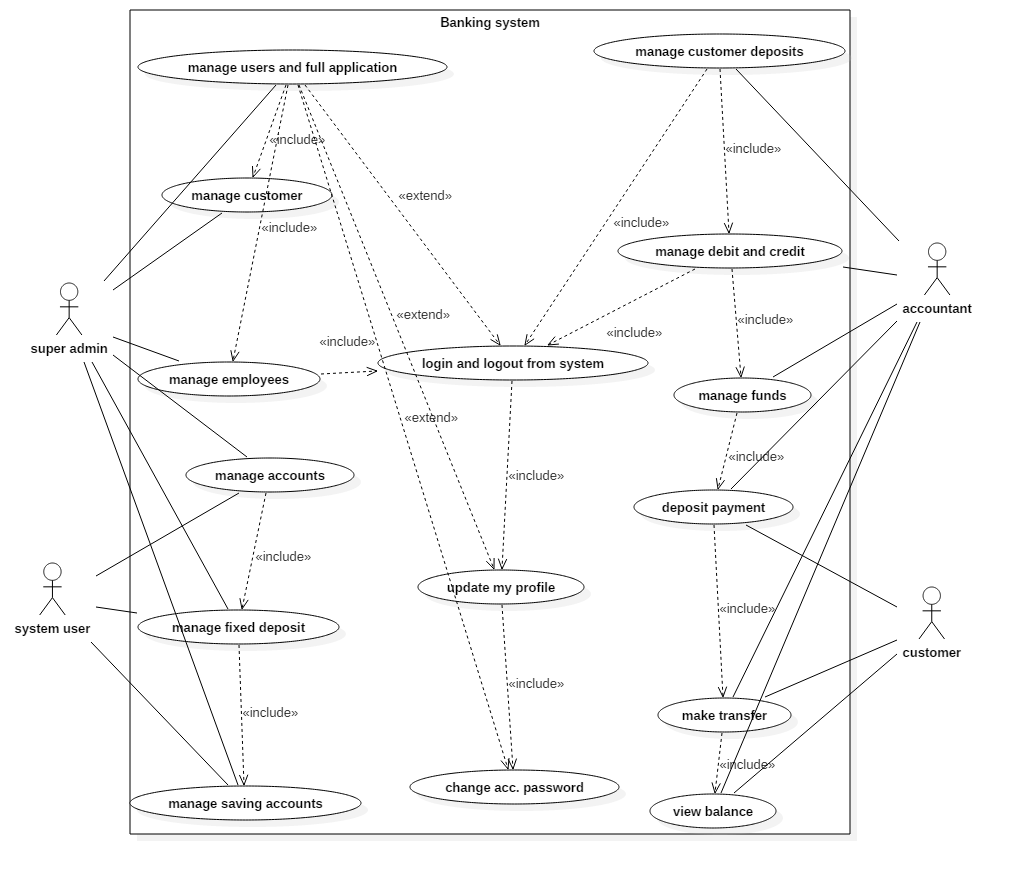 Banking system
manage users and full application
manage customer deposits
«include»
«include»
manage customer
«extend»
«include»
«include»
manage debit and credit
super admin
accountant
«extend»
«include»
«include»
«include»
login and logout from system
manage employees
manage funds
«extend»
«include»
manage accounts
«include»
deposit payment
«include»
update my profile
«include»
system user
manage fixed deposit
customer
«include»
«include»
make transfer
«include»
change acc. password
manage saving accounts
view balance